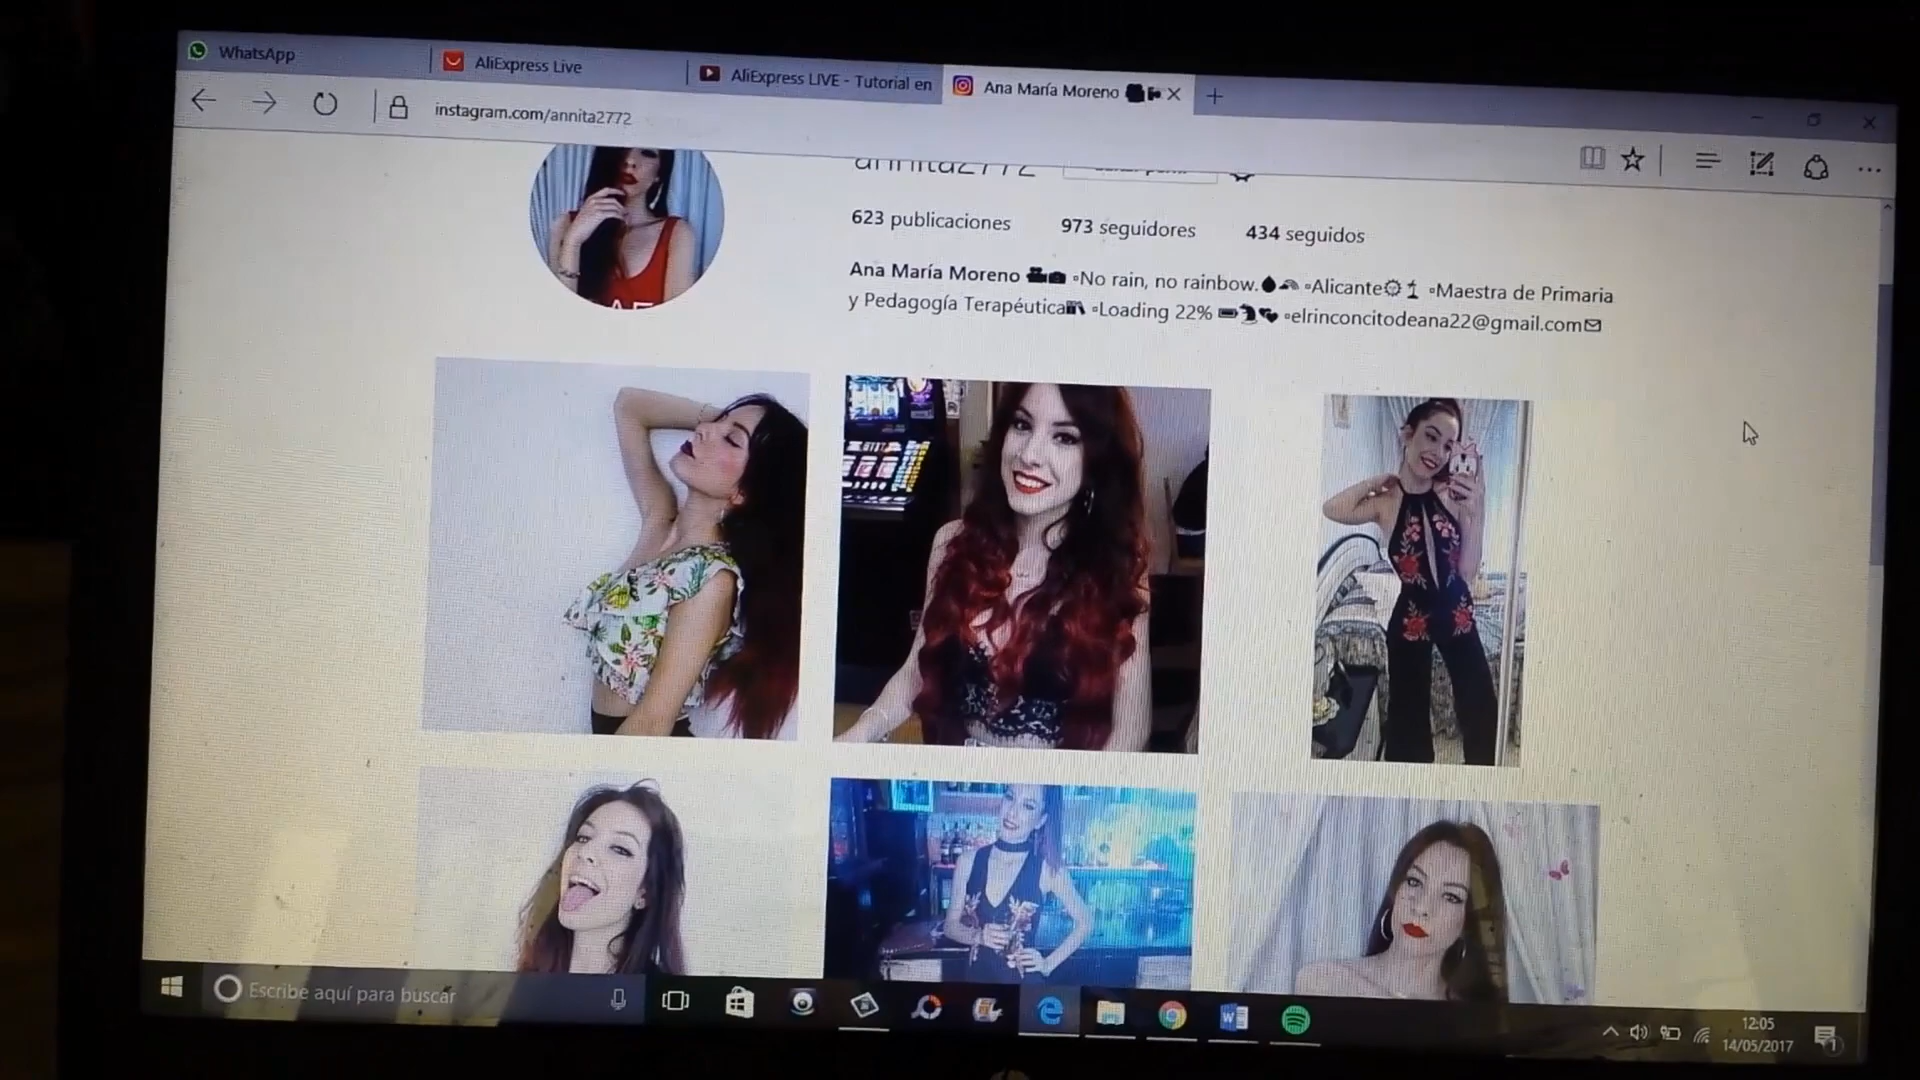 WhatsApp
AliExpress Live
AliExpress LIVE - Tutorial en
Ana María Moreno
instagram.com/annita2772
annita2772
623 publicaciones
973 seguidores
434 seguidos
Ana María Moreno 🎥📷 ▫No rain, no rainbow.💧🌈 ▫Alicante🌞🌴 ▫Maestra de Primaria
y Pedagogía Terapéutica📚 ▫Loading 22% 🔋🐴💕 ▫elrinconcitodeana22@gmail.com✉
Escribe aquí para buscar
12:05
14/05/2017
1